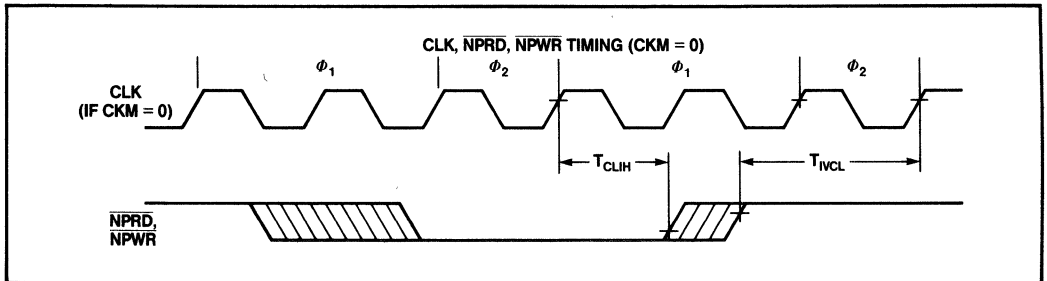 CLK, NPRD, NPWR TIMING (CKM = 0)
Φ1 Φ2 Φ1 Φ2
CLK
(IF CKM = 0)
TCLIH TIVCL
NPRD,
NPWR